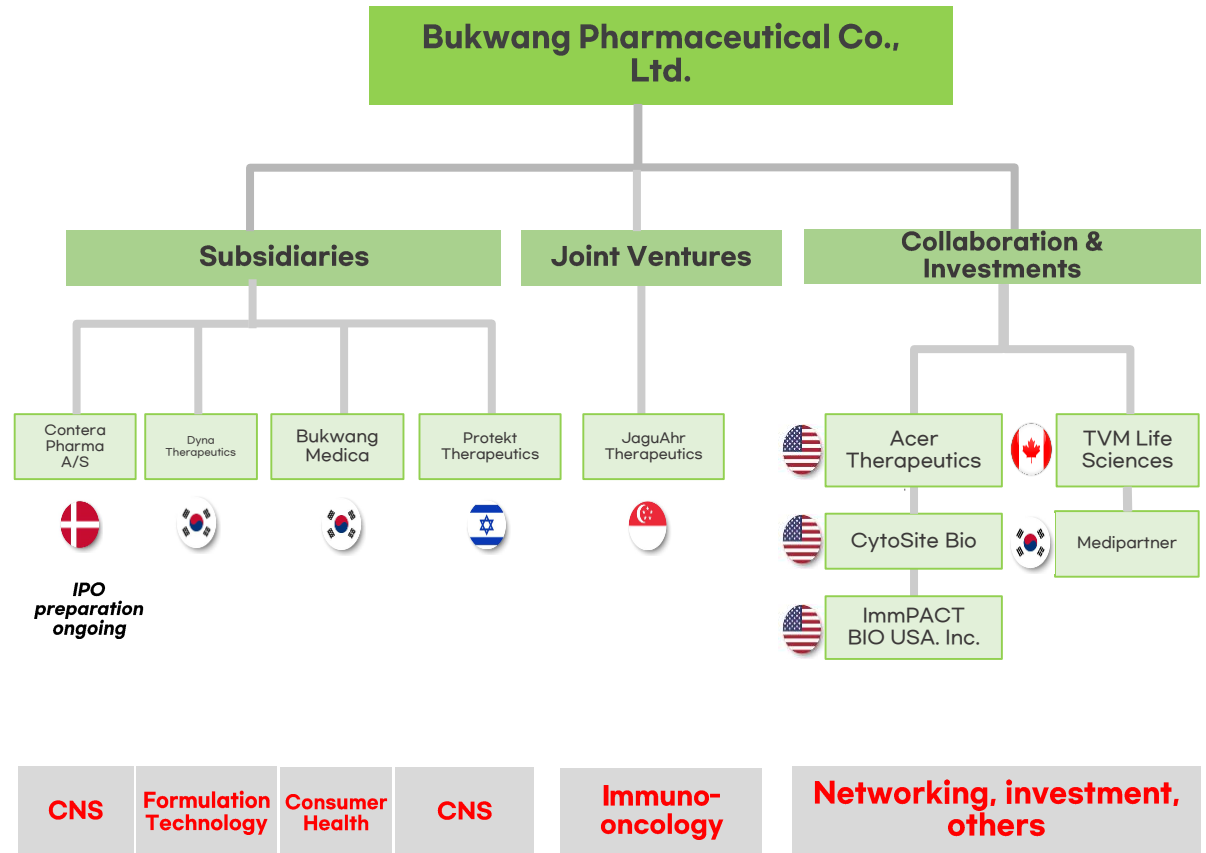 Bukwang Pharmaceutical Co.,
Ltd.
Subsidiaries
Joint Ventures
Collaboration &
Investments
Contera
Pharma
A/S
Dyna
Therapeutics
Bukwang
Medica
Protekt
Therapeutics
JaguAhr
Therapeutics
Acer
Therapeutics
TVM Life
Sciences
CytoSite Bio
Medipartner
ImmPACT
BIO USA. Inc.
IPO
preparation
ongoing
CNS
Formulation
Technology
Consumer
Health
CNS
Immuno-
oncology
Networking, investment,
others